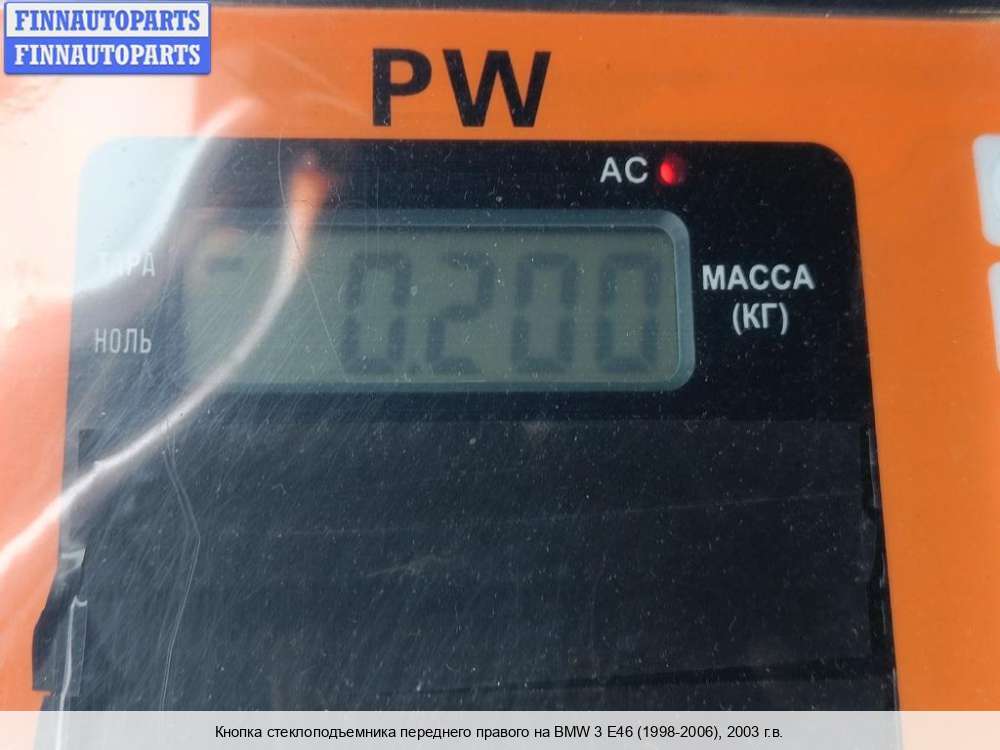 FINNAUTOPARTS
FINNAUTOPARTS
PW
AC
ТАРА
0.200
МАССА
(КГ)
НОЛЬ
Кнопка стеклоподъемника переднего правого на BMW 3 E46 (1998-2006), 2003 г.в.